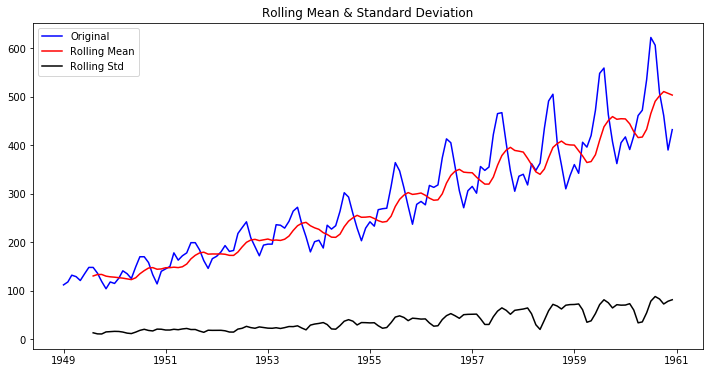 Rolling Mean & Standard Deviation
Original
Rolling Mean
Rolling Std
600
500
400
300
200
100
0
1949 1951 1953 1955 1957 1959 1961